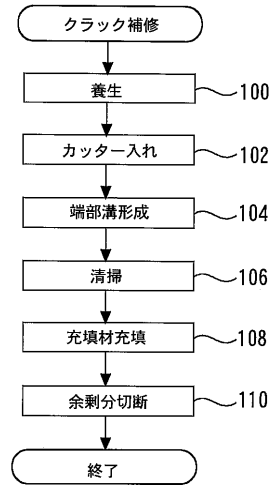 クラック補修
養生
100
カッター入れ
102
端部溝形成
104
清掃
106
充填材充填
108
余剰分切断
110
終了